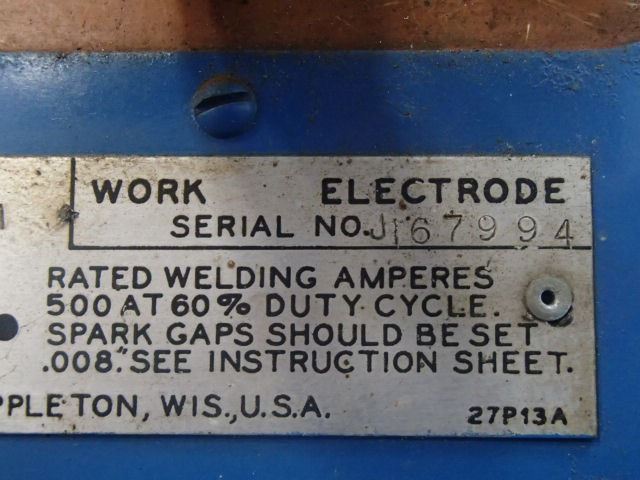 WORK ELECTRODE
SERIAL NO. J167994
RATED WELDING AMPERES
500 AT 60% DUTY CYCLE.
SPARK GAPS SHOULD BE SET
.008". SEE INSTRUCTION SHEET.
PPLETON, WIS., U.S.A.
27P13A